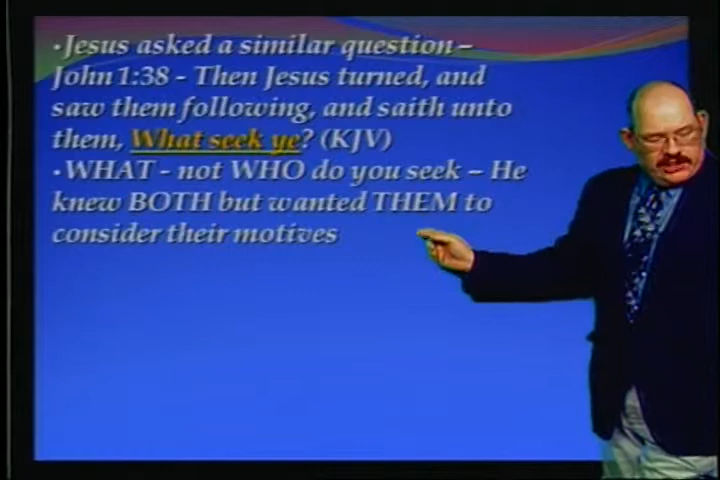 •Jesus asked a similar question –
John 1:38 - Then Jesus turned, and
saw them following, and saith unto
them, What seek ye? (KJV)
•WHAT - not WHO do you seek – He
knew BOTH but wanted THEM to
consider their motives